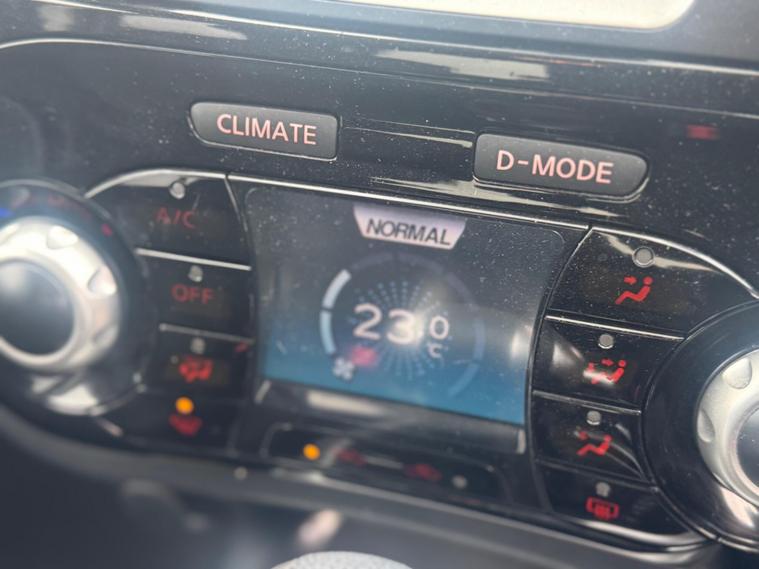 CLIMATE
D-MODE
NORMAL
A/C
OFF
23.0
°C